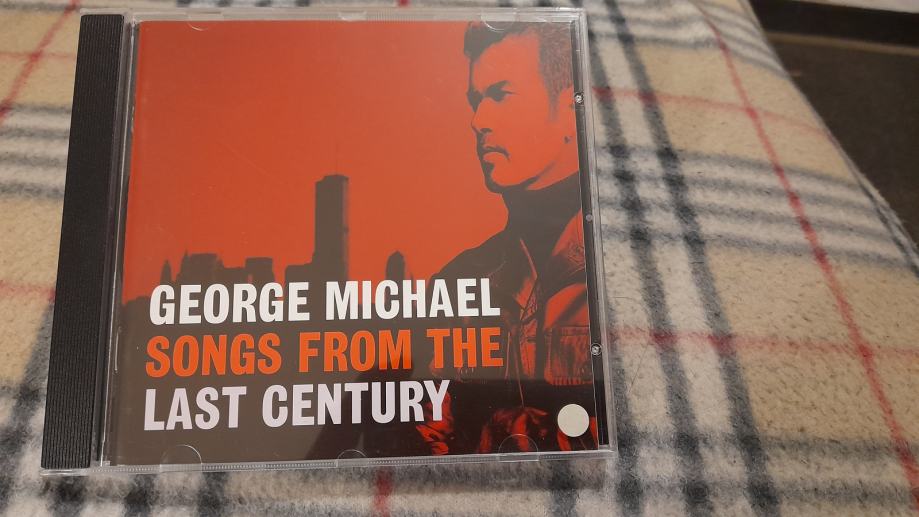 GEORGE MICHAEL
SONGS FROM THE
LAST CENTURY